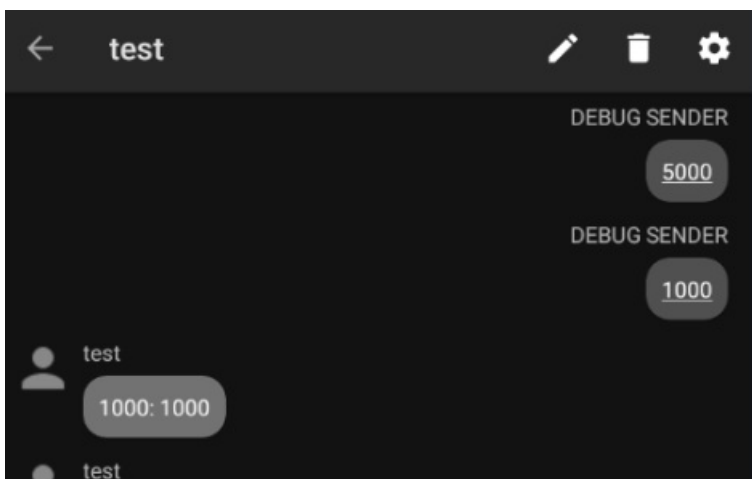 test
DEBUG SENDER
5000
DEBUG SENDER
1000
test
1000: 1000
test